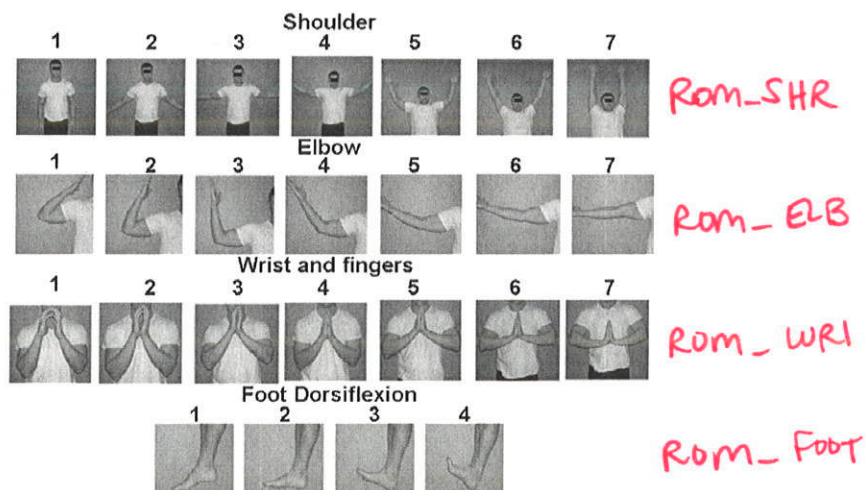 Shoulder
1 2 3 4 5 6 7
Rom_SHR
Elbow
1 2 3 4 5 6 7
Rom_ELB
Wrist and fingers
1 2 3 4 5 6 7
Rom_WRI
Foot Dorsiflexion
1 2 3 4
Rom_FOOT